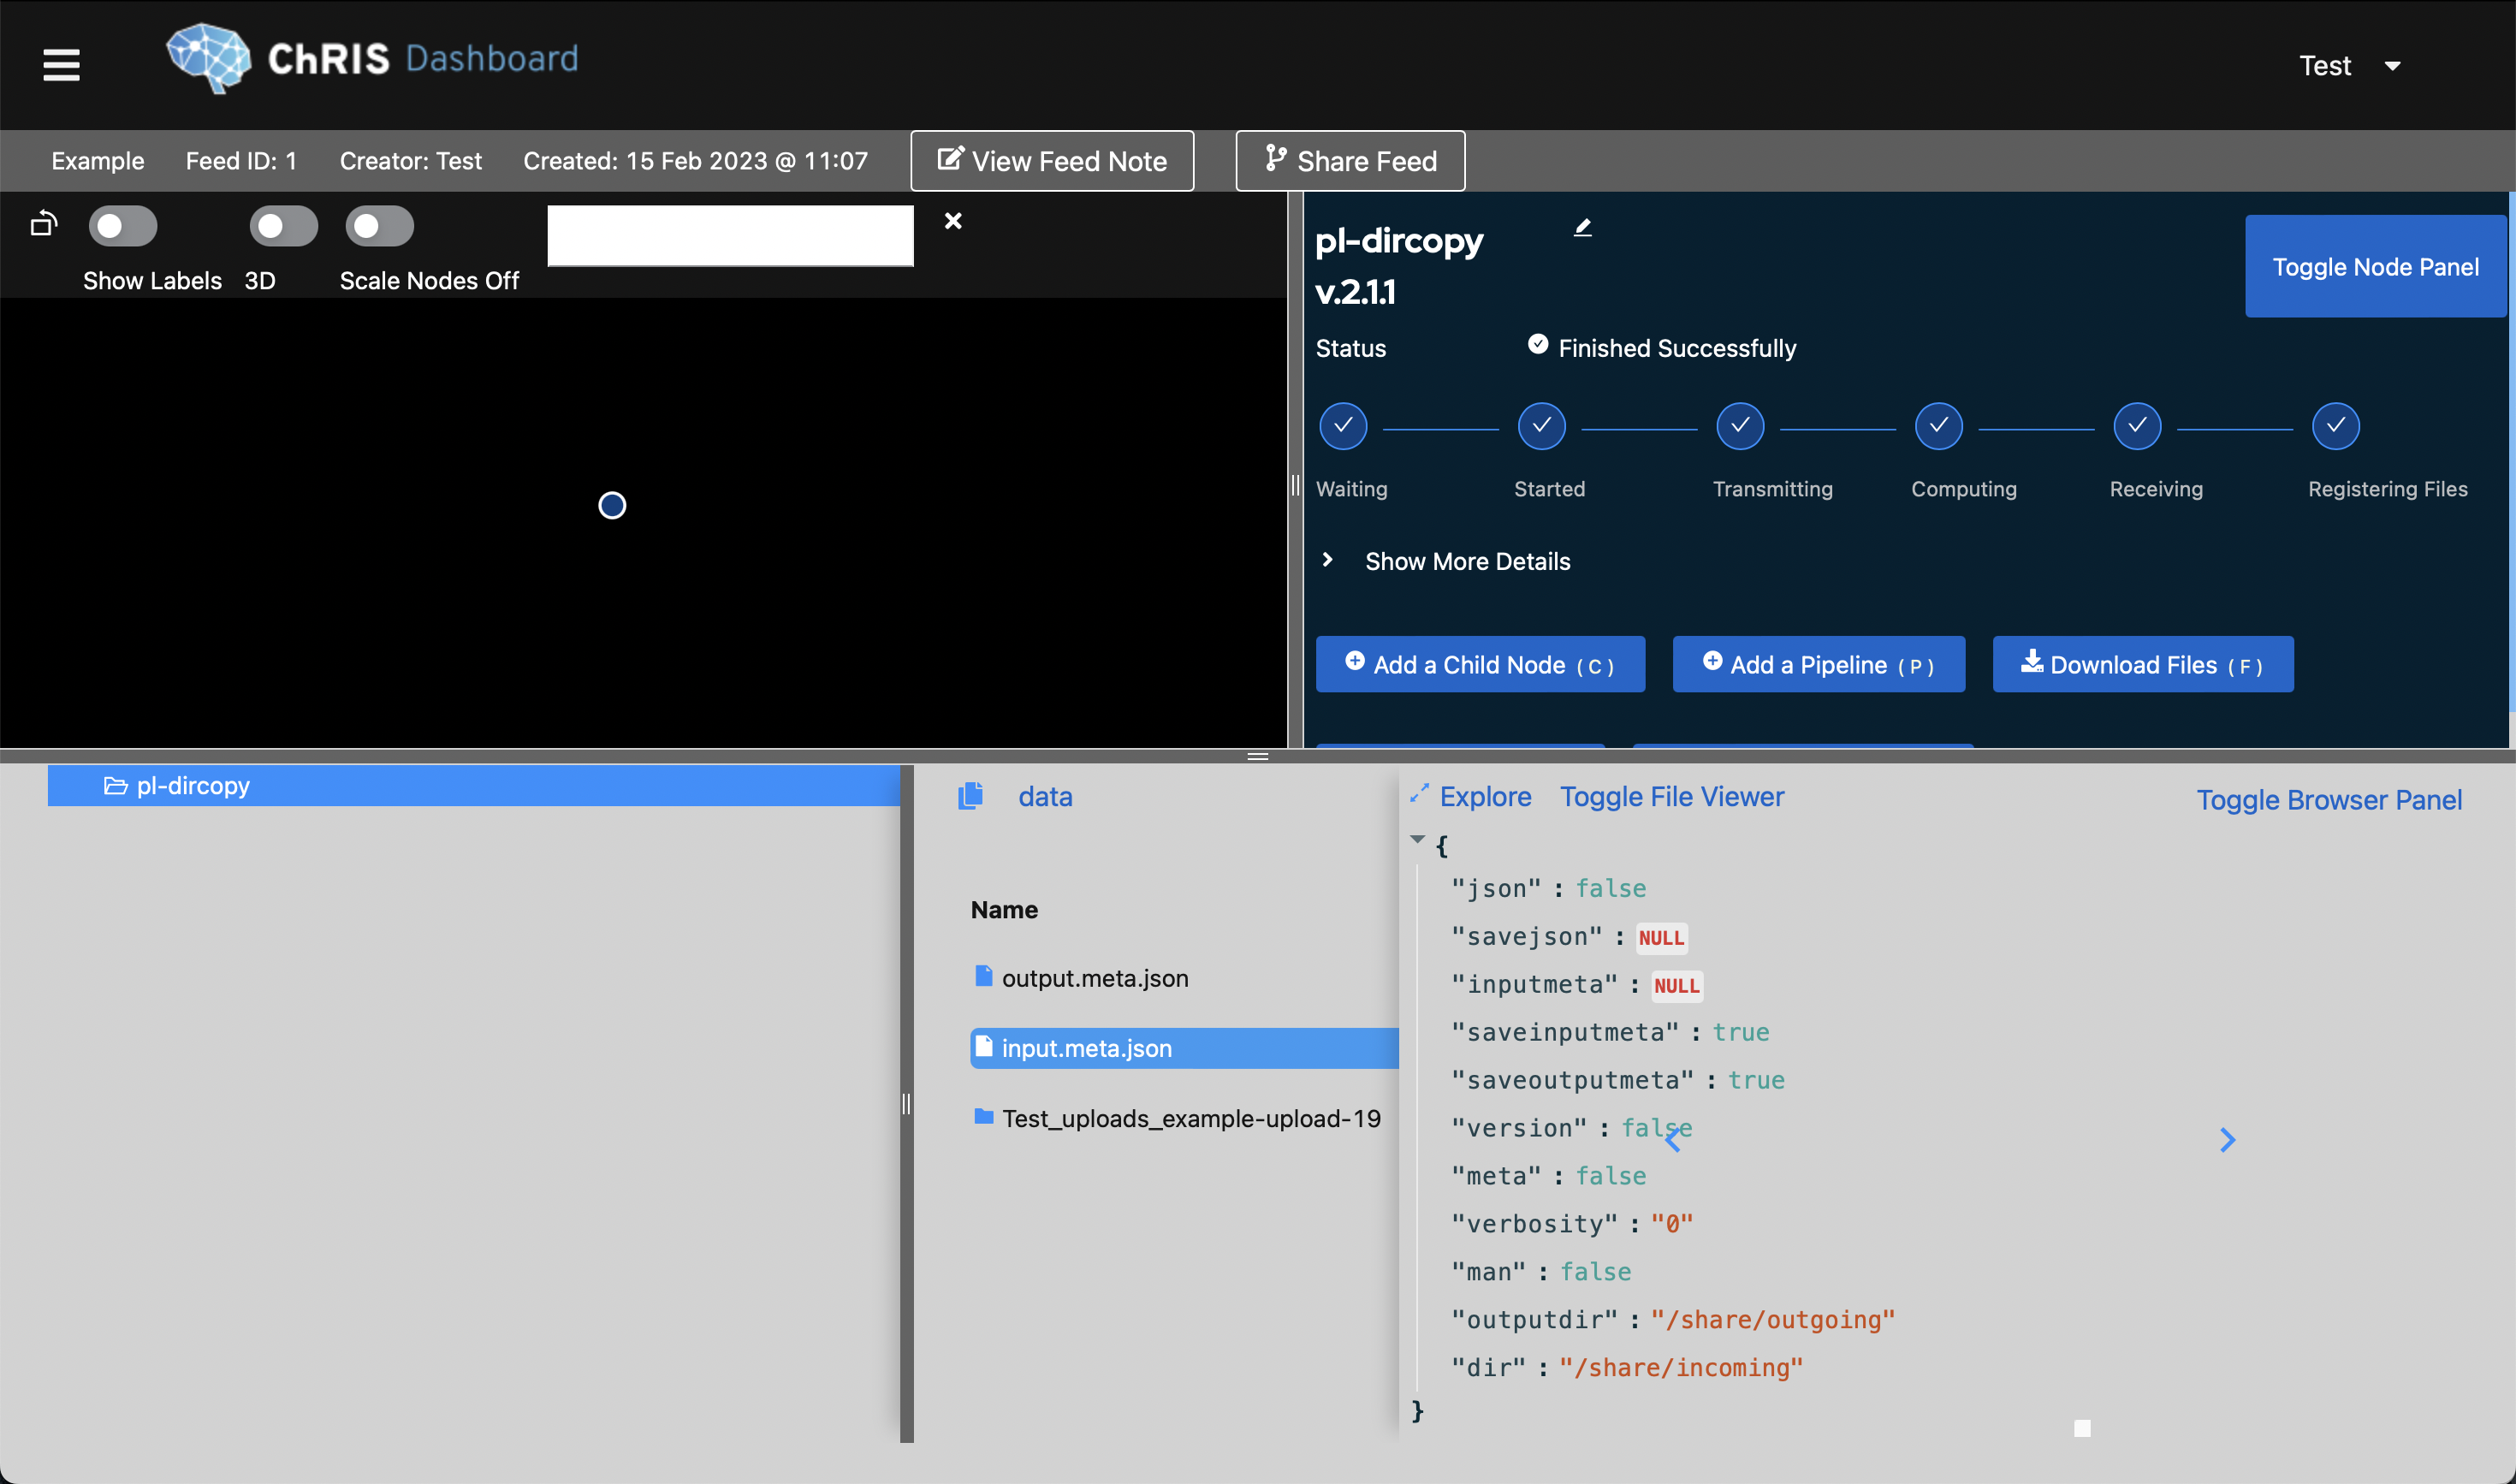 ChRIS Dashboard
Test
Example Feed ID: 1 Creator: Test Created: 15 Feb 2023 @ 11:07 View Feed Note Share Feed
Show Labels 3D Scale Nodes Off
pl-dircopy
v.2.1.1
Toggle Node Panel
Status Finished Successfully
Waiting Started Transmitting Computing Receiving Registering Files
Show More Details
Add a Child Node ( C ) Add a Pipeline ( P ) Download Files ( F )
pl-dircopy
data
Name
output.meta.json
input.meta.json
Test_uploads_example-upload-19
Explore Toggle File Viewer Toggle Browser Panel
{
"json" : false
"savejson" : NULL
"inputmeta" : NULL
"saveinputmeta" : true
"saveoutputmeta" : true
"version" : false
"meta" : false
"verbosity" : "0"
"man" : false
"outputdir" : "/share/outgoing"
"dir" : "/share/incoming"
}